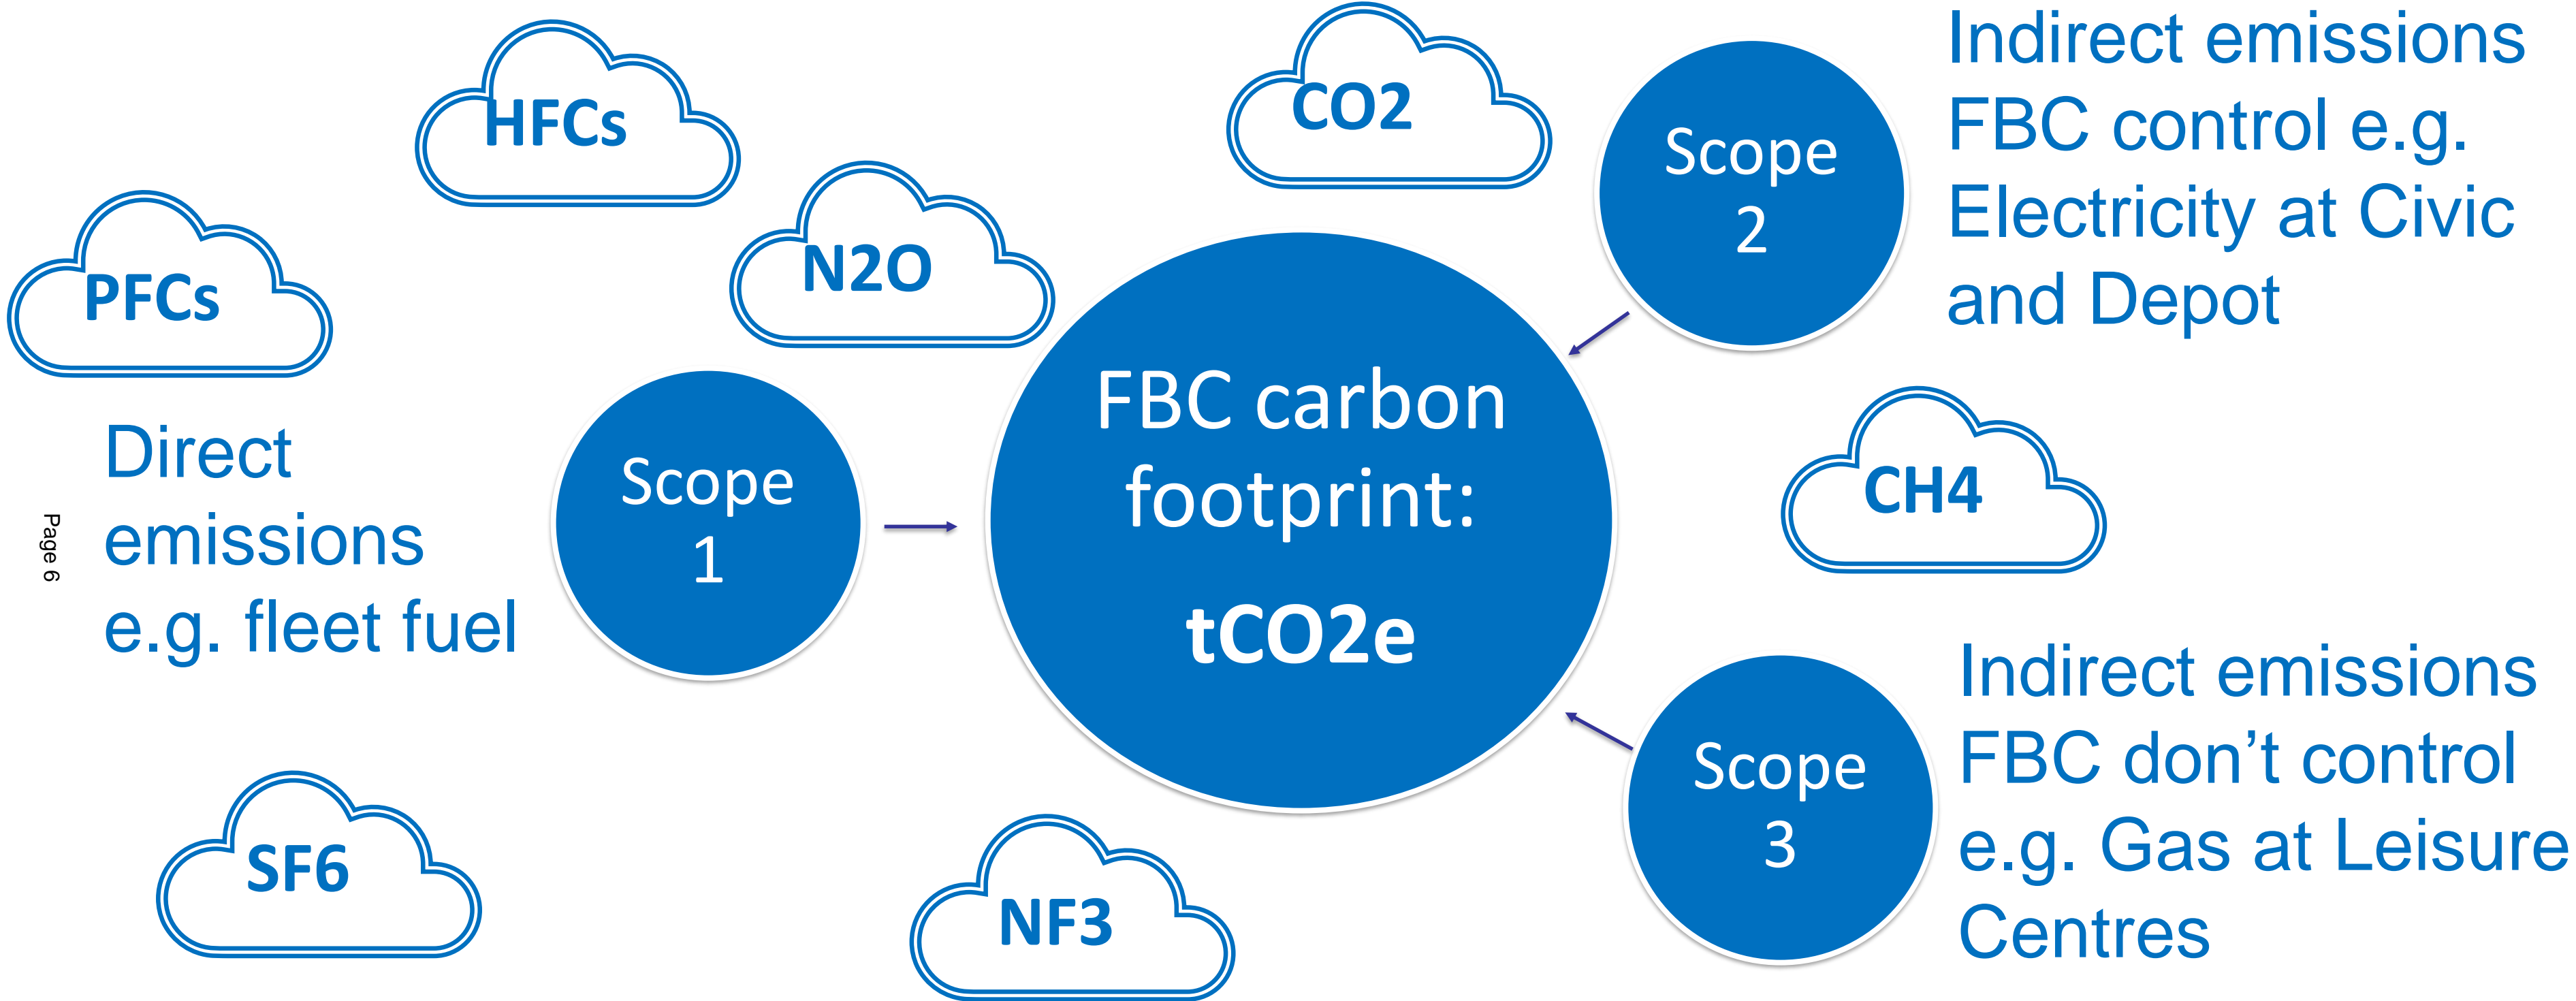 HFCs
CO2
N2O
PFCs
Scope
2
Indirect emissions
FBC control e.g.
Electricity at Civic
and Depot
Direct
emissions
e.g. fleet fuel
Scope
1
FBC carbon
footprint:
tCO2e
CH4
Page 6
Scope
3
Indirect emissions
FBC don’t control
e.g. Gas at Leisure
Centres
SF6
NF3